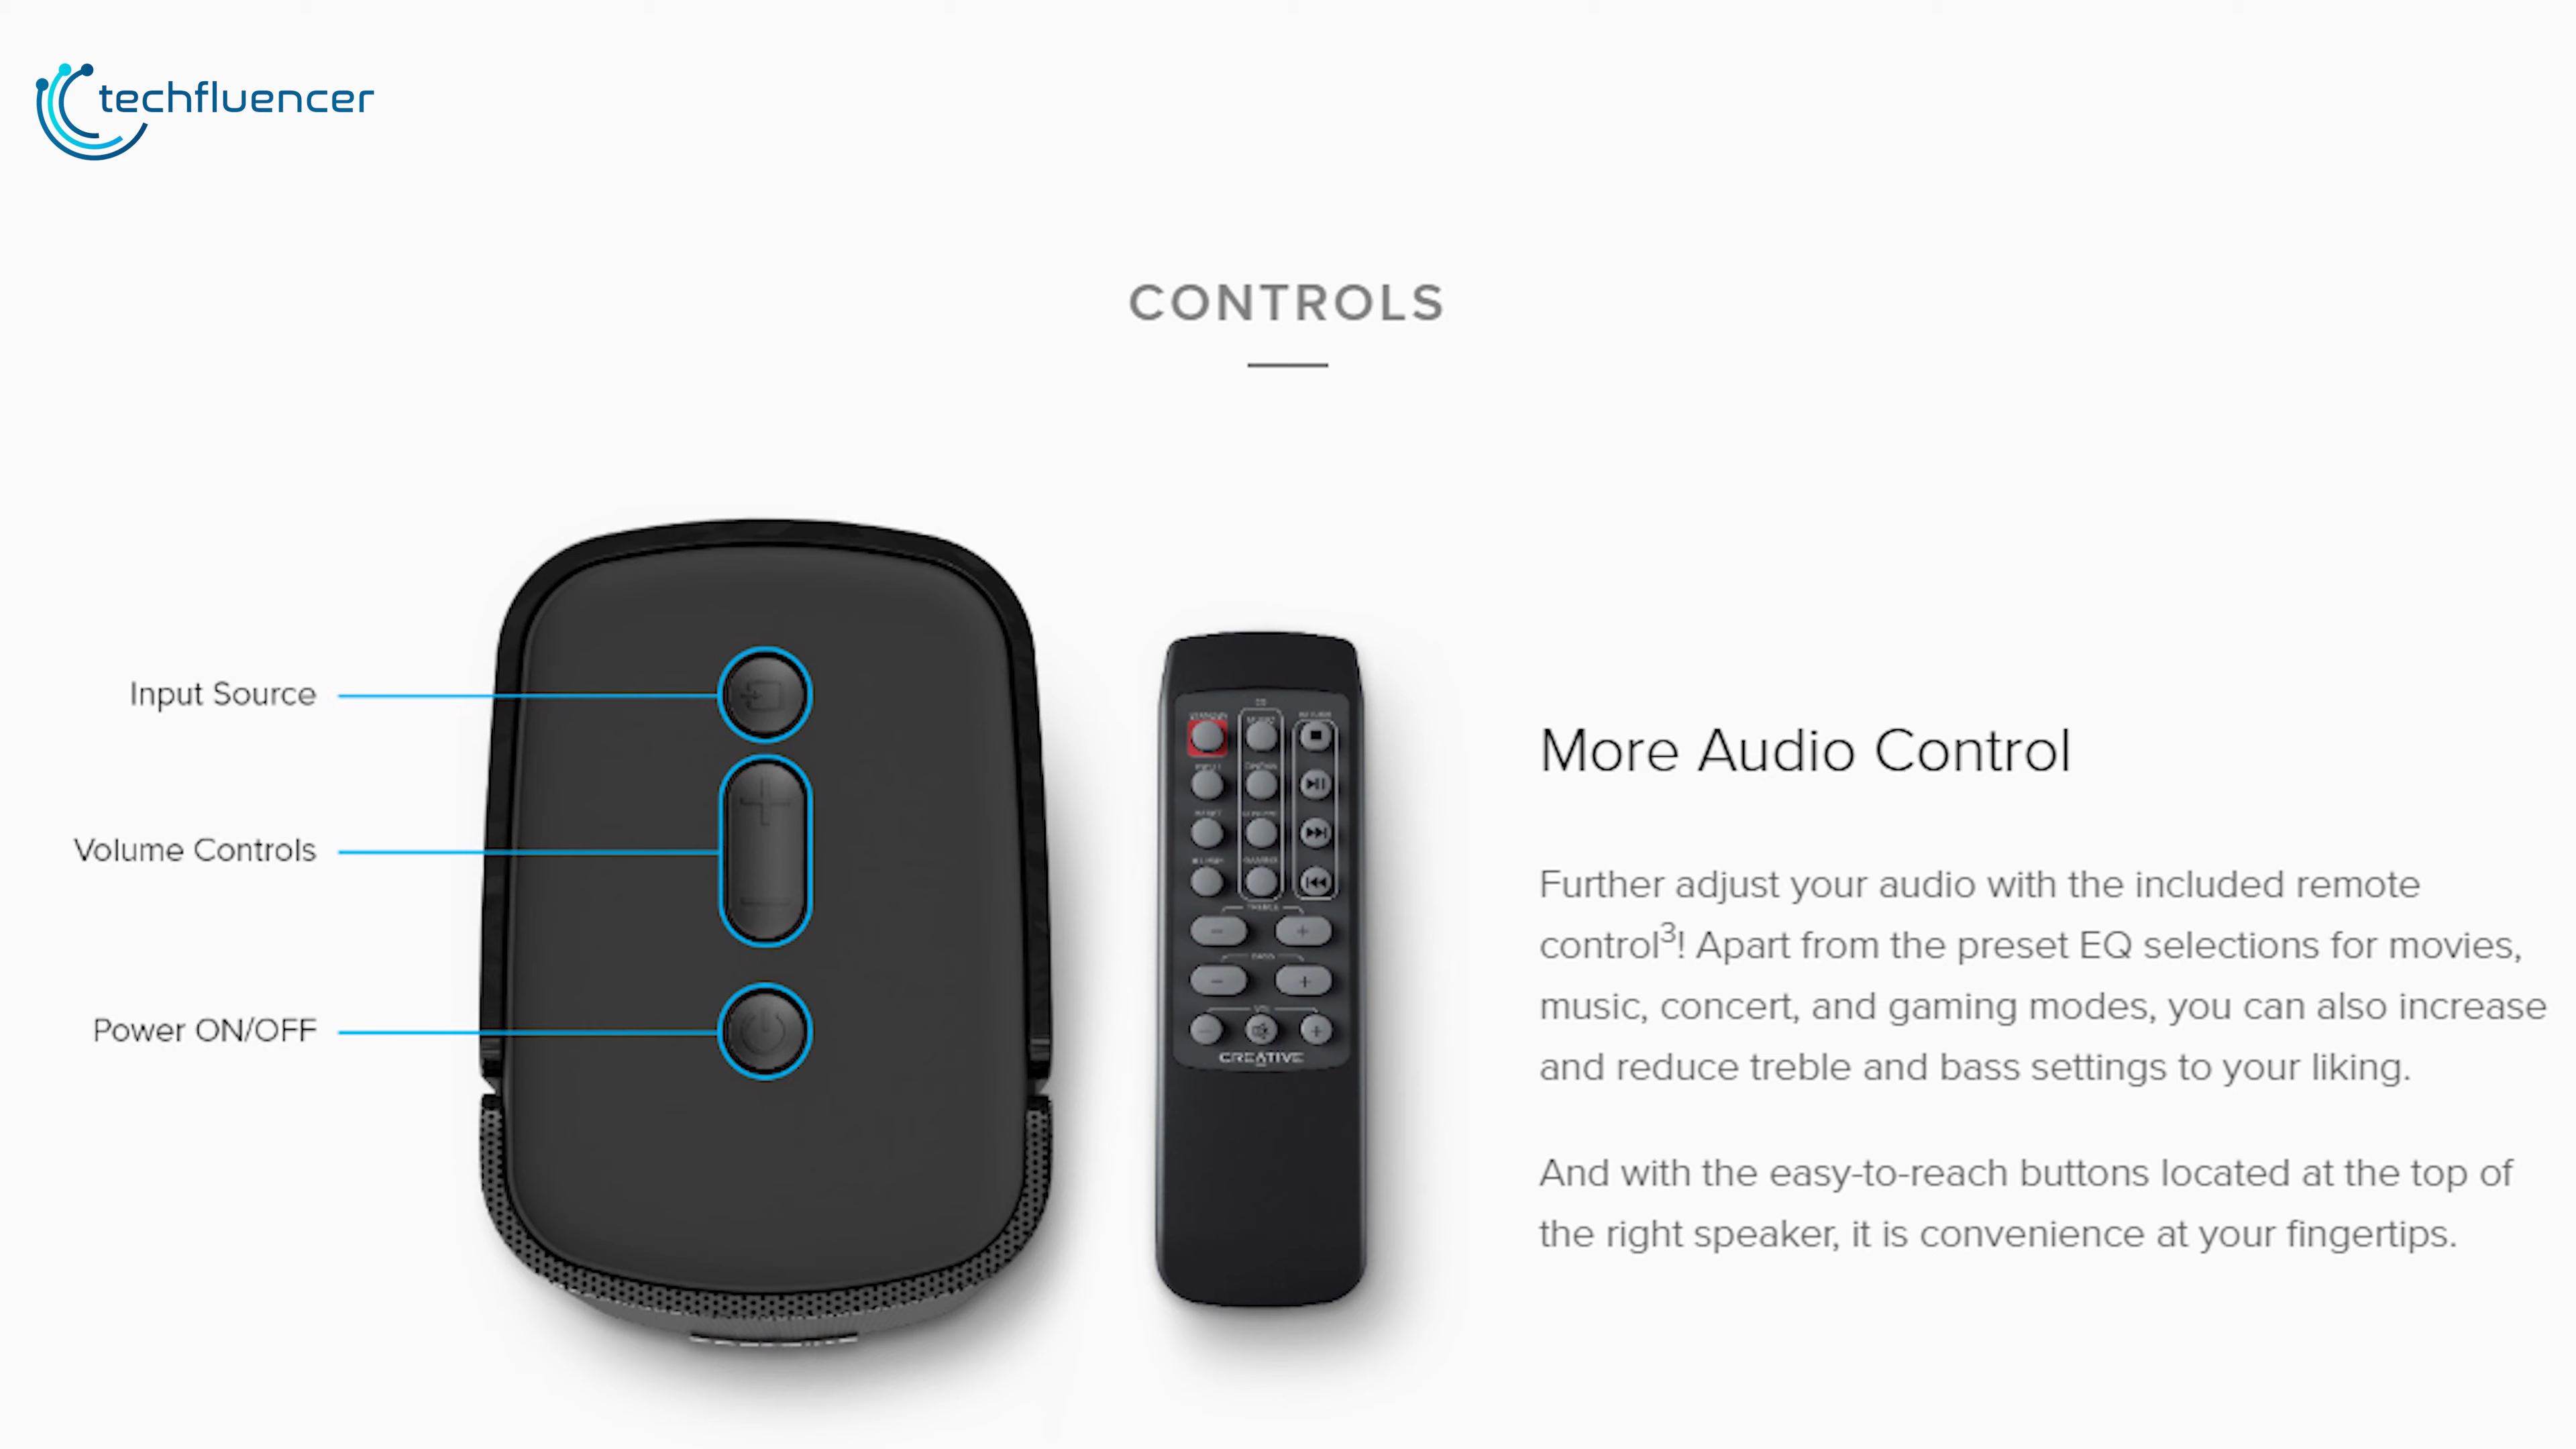 techfluencer
CONTROLS
Input Source
Volume Controls
Power ON/OFF
TREBLE
BASS
CREATIVE
More Audio Control
Further adjust your audio with the included remote
control³! Apart from the preset EQ selections for movies,
music, concert, and gaming modes, you can also increase
and reduce treble and bass settings to your liking.
And with the easy-to-reach buttons located at the top of
the right speaker, it is convenience at your fingertips.